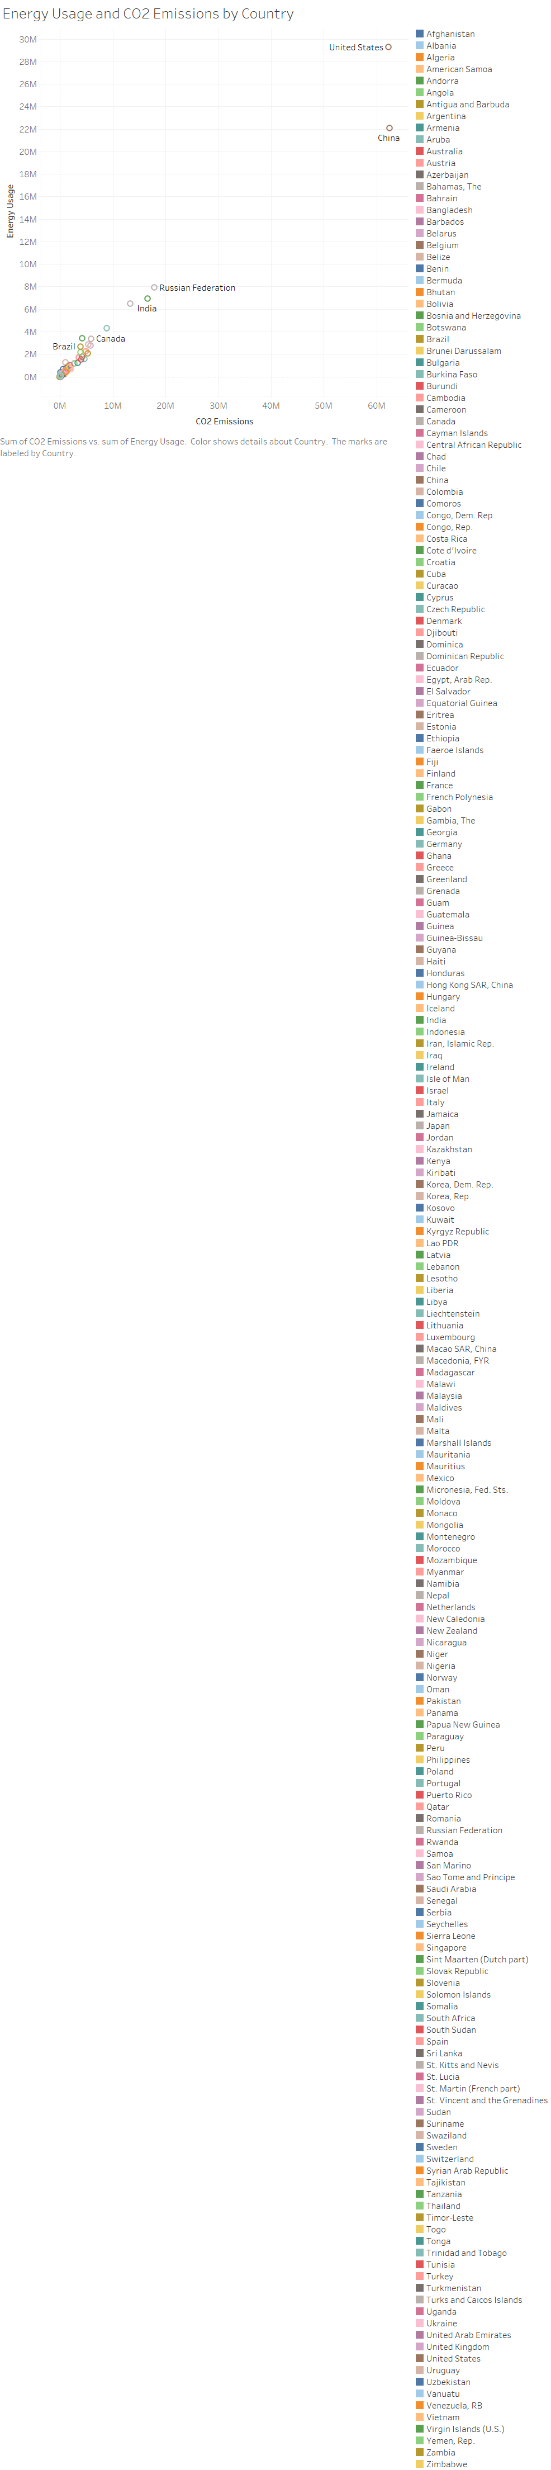 Energy Usage and CO2 Emissions by Country
30M
28M
26M
24M
22M
20M
18M
16M
14M
12M
10M
8M
6M
4M
2M
0M
Energy Usage
United States
China
Russian Federation
India
Canada
Brazil
0M 10M 20M 30M 40M 50M 60M
CO2 Emissions
Sum of CO2 Emissions vs. sum of Energy Usage. Color shows details about Country. The marks are
labeled by Country.
Afghanistan
Albania
Algeria
American Samoa
Andorra
Angola
Antigua and Barbuda
Argentina
Armenia
Aruba
Australia
Austria
Azerbaijan
Bahamas, The
Bahrain
Bangladesh
Barbados
Belarus
Belgium
Belize
Benin
Bermuda
Bhutan
Bolivia
Bosnia and Herzegovina
Botswana
Brazil
Brunei Darussalam
Bulgaria
Burkina Faso
Burundi
Cambodia
Cameroon
Canada
Cayman Islands
Central African Republic
Chad
Chile
China
Colombia
Comoros
Congo, Dem. Rep.
Congo, Rep.
Costa Rica
Cote d'Ivoire
Croatia
Cuba
Curacao
Cyprus
Czech Republic
Denmark
Djibouti
Dominica
Dominican Republic
Ecuador
Egypt, Arab Rep.
El Salvador
Equatorial Guinea
Eritrea
Estonia
Ethiopia
Faeroe Islands
Fiji
Finland
France
French Polynesia
Gabon
Gambia, The
Georgia
Germany
Ghana
Greece
Greenland
Grenada
Guam
Guatemala
Guinea
Guinea-Bissau
Guyana
Haiti
Honduras
Hong Kong SAR, China
Hungary
Iceland
India
Indonesia
Iran, Islamic Rep.
Iraq
Ireland
Isle of Man
Israel
Italy
Jamaica
Japan
Jordan
Kazakhstan
Kenya
Kiribati
Korea, Dem. Rep.
Korea, Rep.
Kosovo
Kuwait
Kyrgyz Republic
Lao PDR
Latvia
Lebanon
Lesotho
Liberia
Libya
Liechtenstein
Lithuania
Luxembourg
Macao SAR, China
Macedonia, FYR
Madagascar
Malawi
Malaysia
Maldives
Mali
Malta
Marshall Islands
Mauritania
Mauritius
Mexico
Micronesia, Fed. Sts.
Moldova
Monaco
Mongolia
Montenegro
Morocco
Mozambique
Myanmar
Namibia
Nepal
Netherlands
New Caledonia
New Zealand
Nicaragua
Niger
Nigeria
Norway
Oman
Pakistan
Panama
Papua New Guinea
Paraguay
Peru
Philippines
Poland
Portugal
Puerto Rico
Qatar
Romania
Russian Federation
Rwanda
Samoa
San Marino
Sao Tome and Principe
Saudi Arabia
Senegal
Serbia
Seychelles
Sierra Leone
Singapore
Sint Maarten (Dutch part)
Slovak Republic
Slovenia
Solomon Islands
Somalia
South Africa
South Sudan
Spain
Sri Lanka
St. Kitts and Nevis
St. Lucia
St. Martin (French part)
St. Vincent and the Grenadines
Sudan
Suriname
Swaziland
Sweden
Switzerland
Syrian Arab Republic
Tajikistan
Tanzania
Thailand
Timor-Leste
Togo
Tonga
Trinidad and Tobago
Tunisia
Turkey
Turkmenistan
Turks and Caicos Islands
Uganda
Ukraine
United Arab Emirates
United Kingdom
United States
Uruguay
Uzbekistan
Vanuatu
Venezuela, RB
Vietnam
Virgin Islands (U.S.)
Yemen, Rep.
Zambia
Zimbabwe